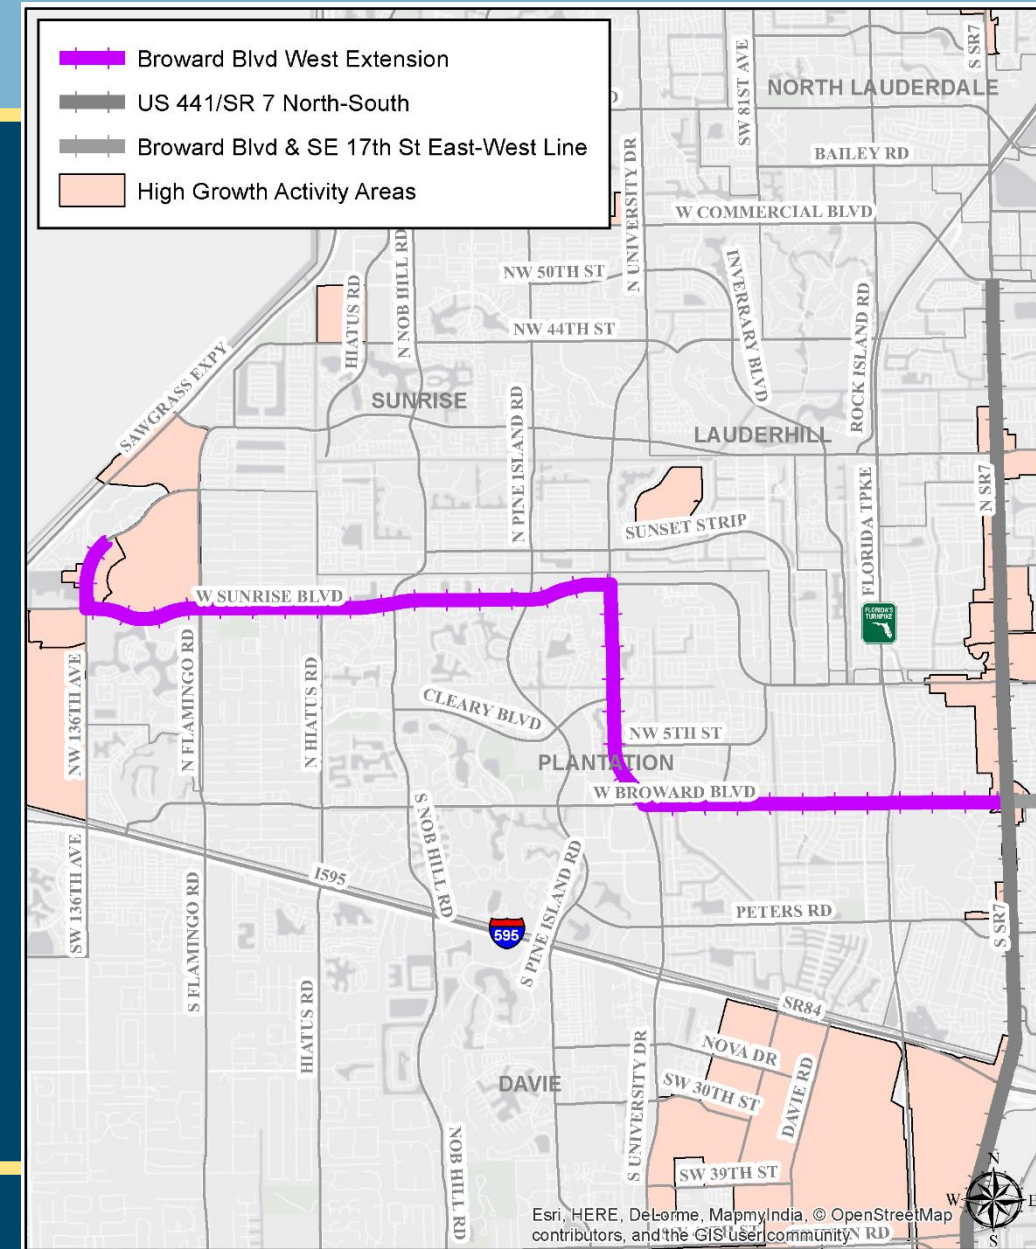 Broward Blvd West Extension
US 441/SR 7 North-South
Broward Blvd & SE 17th St East-West Line
High Growth Activity Areas
S SR7
SW 81ST AVE
NORTH LAUDERDALE
N UNIVERSITY DR
BAILEY RD
W COMMERCIAL BLVD
N NOB HILL RD
NW 50TH ST
HIATUS RD
INVERRARY BLVD
ROCK ISLAND RD
NW 44TH ST
SAWGRASS EXPY
SUNRISE
N PINE ISLAND RD
LAUDERHILL
N SR7
FLORIDA TPKE
SUNSET STRIP
W SUNRISE BLVD
FLORIDA'S
TURNPIKE
NW 136TH AVE
N FLAMINGO RD
N HIATUS RD
CLEARY BLVD
NW 5TH ST
PLANTATION
W BROWARD BLVD
SW 136TH AVE
S NOB HILL RD
S PINE ISLAND RD
I595
595
S FLAMINGO RD
PETERS RD
S SR7
HIATUS RD
SR84
NOVA DR
DAVIE
S UNIVERSITY DR
SW 30TH ST
DAVIE RD
NOB HILL RD
SW 39TH ST
N
W
E
S
Esri, HERE, DeLorme, MapmyIndia, © OpenStreetMap
contributors, and the GIS user community
RD